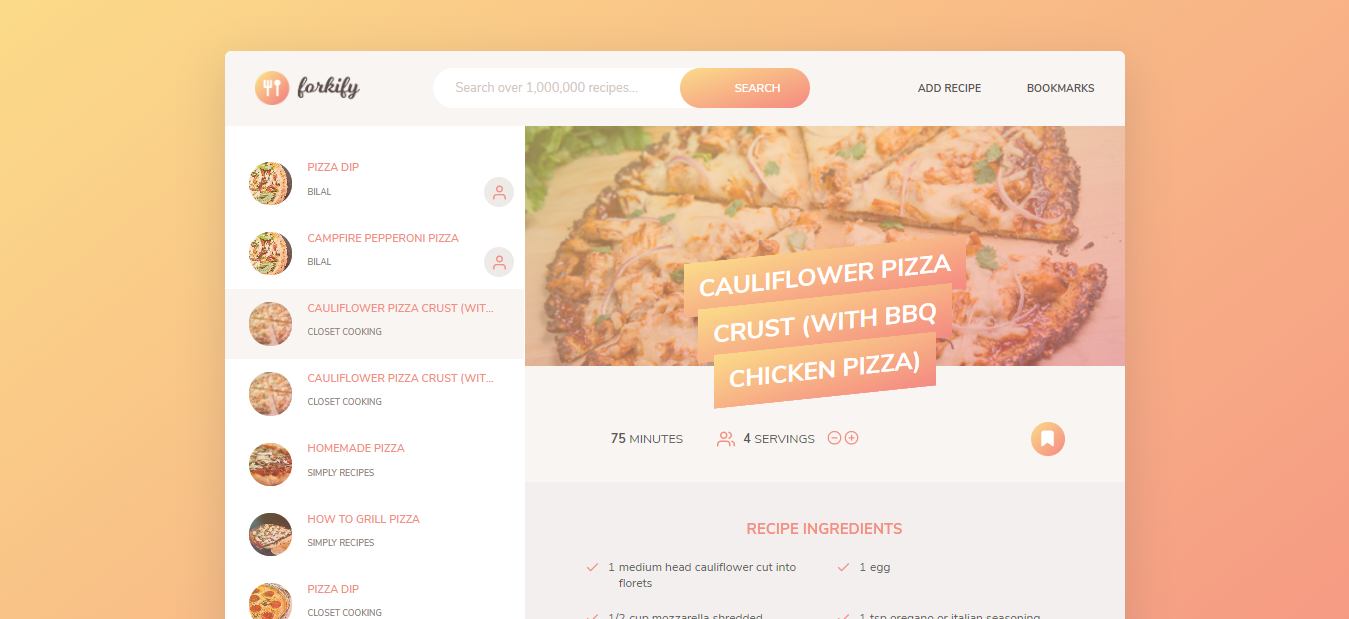 forkify
Search over 1,000,000 recipes...
SEARCH
ADD RECIPE
BOOKMARKS
PIZZA DIP
BILAL
CAMPFIRE PEPPERONI PIZZA
BILAL
CAULIFLOWER PIZZA CRUST (WIT...
CLOSET COOKING
CAULIFLOWER PIZZA CRUST (WIT...
CLOSET COOKING
HOMEMADE PIZZA
SIMPLY RECIPES
HOW TO GRILL PIZZA
SIMPLY RECIPES
PIZZA DIP
CLOSET COOKING
CAULIFLOWER PIZZA
CRUST (WITH BBQ
CHICKEN PIZZA)
75 MINUTES
4 SERVINGS
RECIPE INGREDIENTS
1 medium head cauliflower cut into
florets
1 egg
1/2 cup mozzarella shredded
1 tsp oregano or italian seasoning